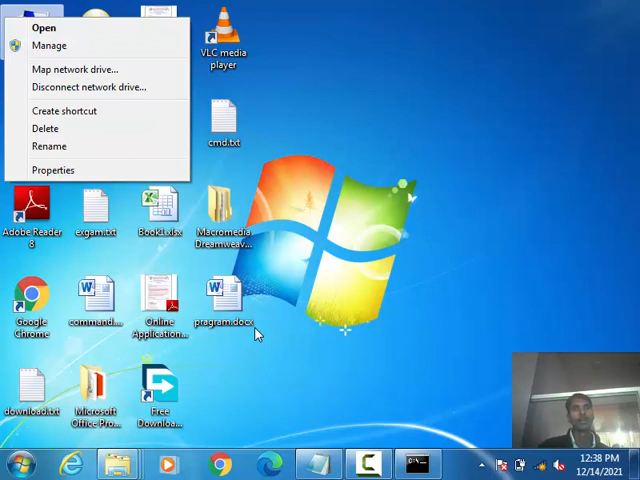 Open
Manage
Map network drive...
Disconnect network drive...
Create shortcut
Delete
Rename
Properties
VLC media
player
cmd.txt
Adobe Reader
8
exgam.txt
Book1.xlsx
Macromedia
Dreamweav...
Google
Chrome
command....
Online
Application...
pragram.docx
download.txt
Microsoft
Office Pro...
Free
Downloa...
12:38 PM
12/14/2021